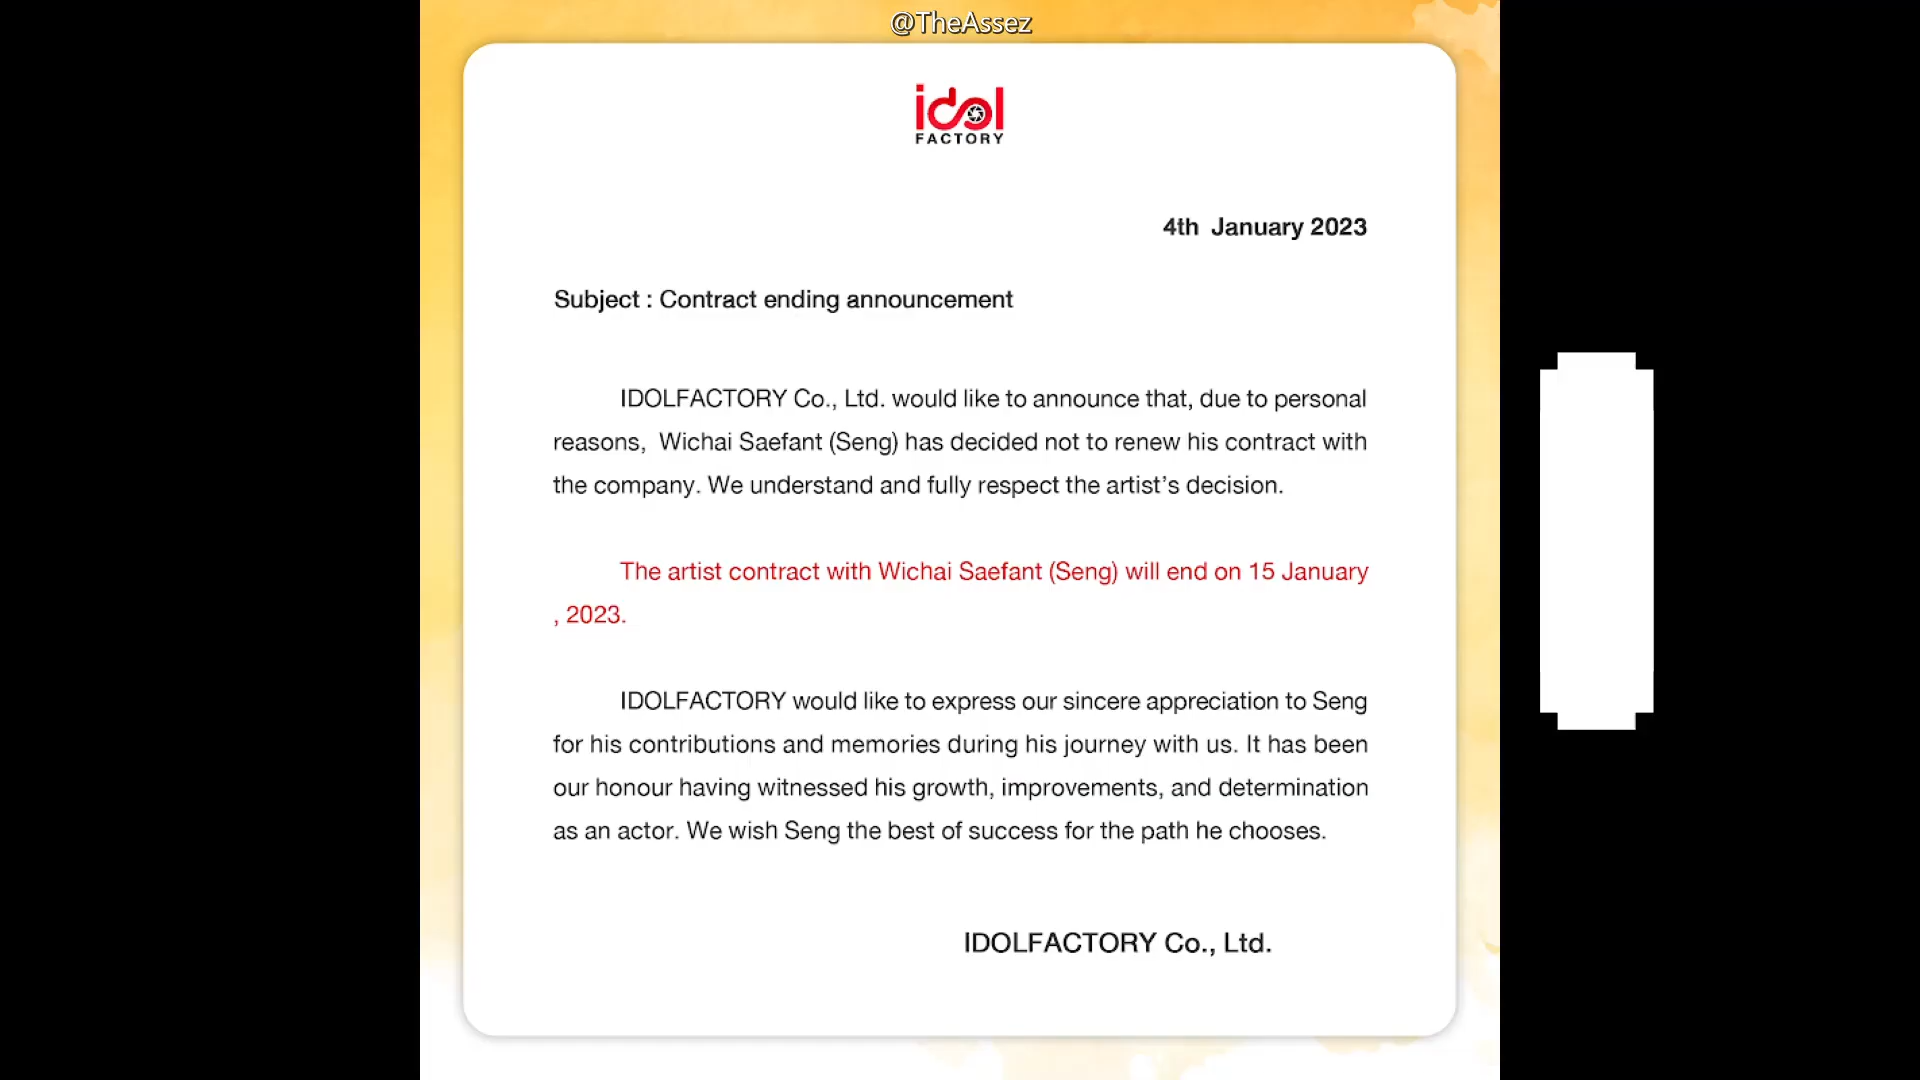 @TheAssez
idol
FACTORY
4th January 2023
Subject : Contract ending announcement
IDOLFACTORY Co., Ltd. would like to announce that, due to personal
reasons, Wichai Saefant (Seng) has decided not to renew his contract with
the company. We understand and fully respect the artist’s decision.
The artist contract with Wichai Saefant (Seng) will end on 15 January
, 2023.
IDOLFACTORY would like to express our sincere appreciation to Seng
for his contributions and memories during his journey with us. It has been
our honour having witnessed his growth, improvements, and determination
as an actor. We wish Seng the best of success for the path he chooses.
IDOLFACTORY Co., Ltd.